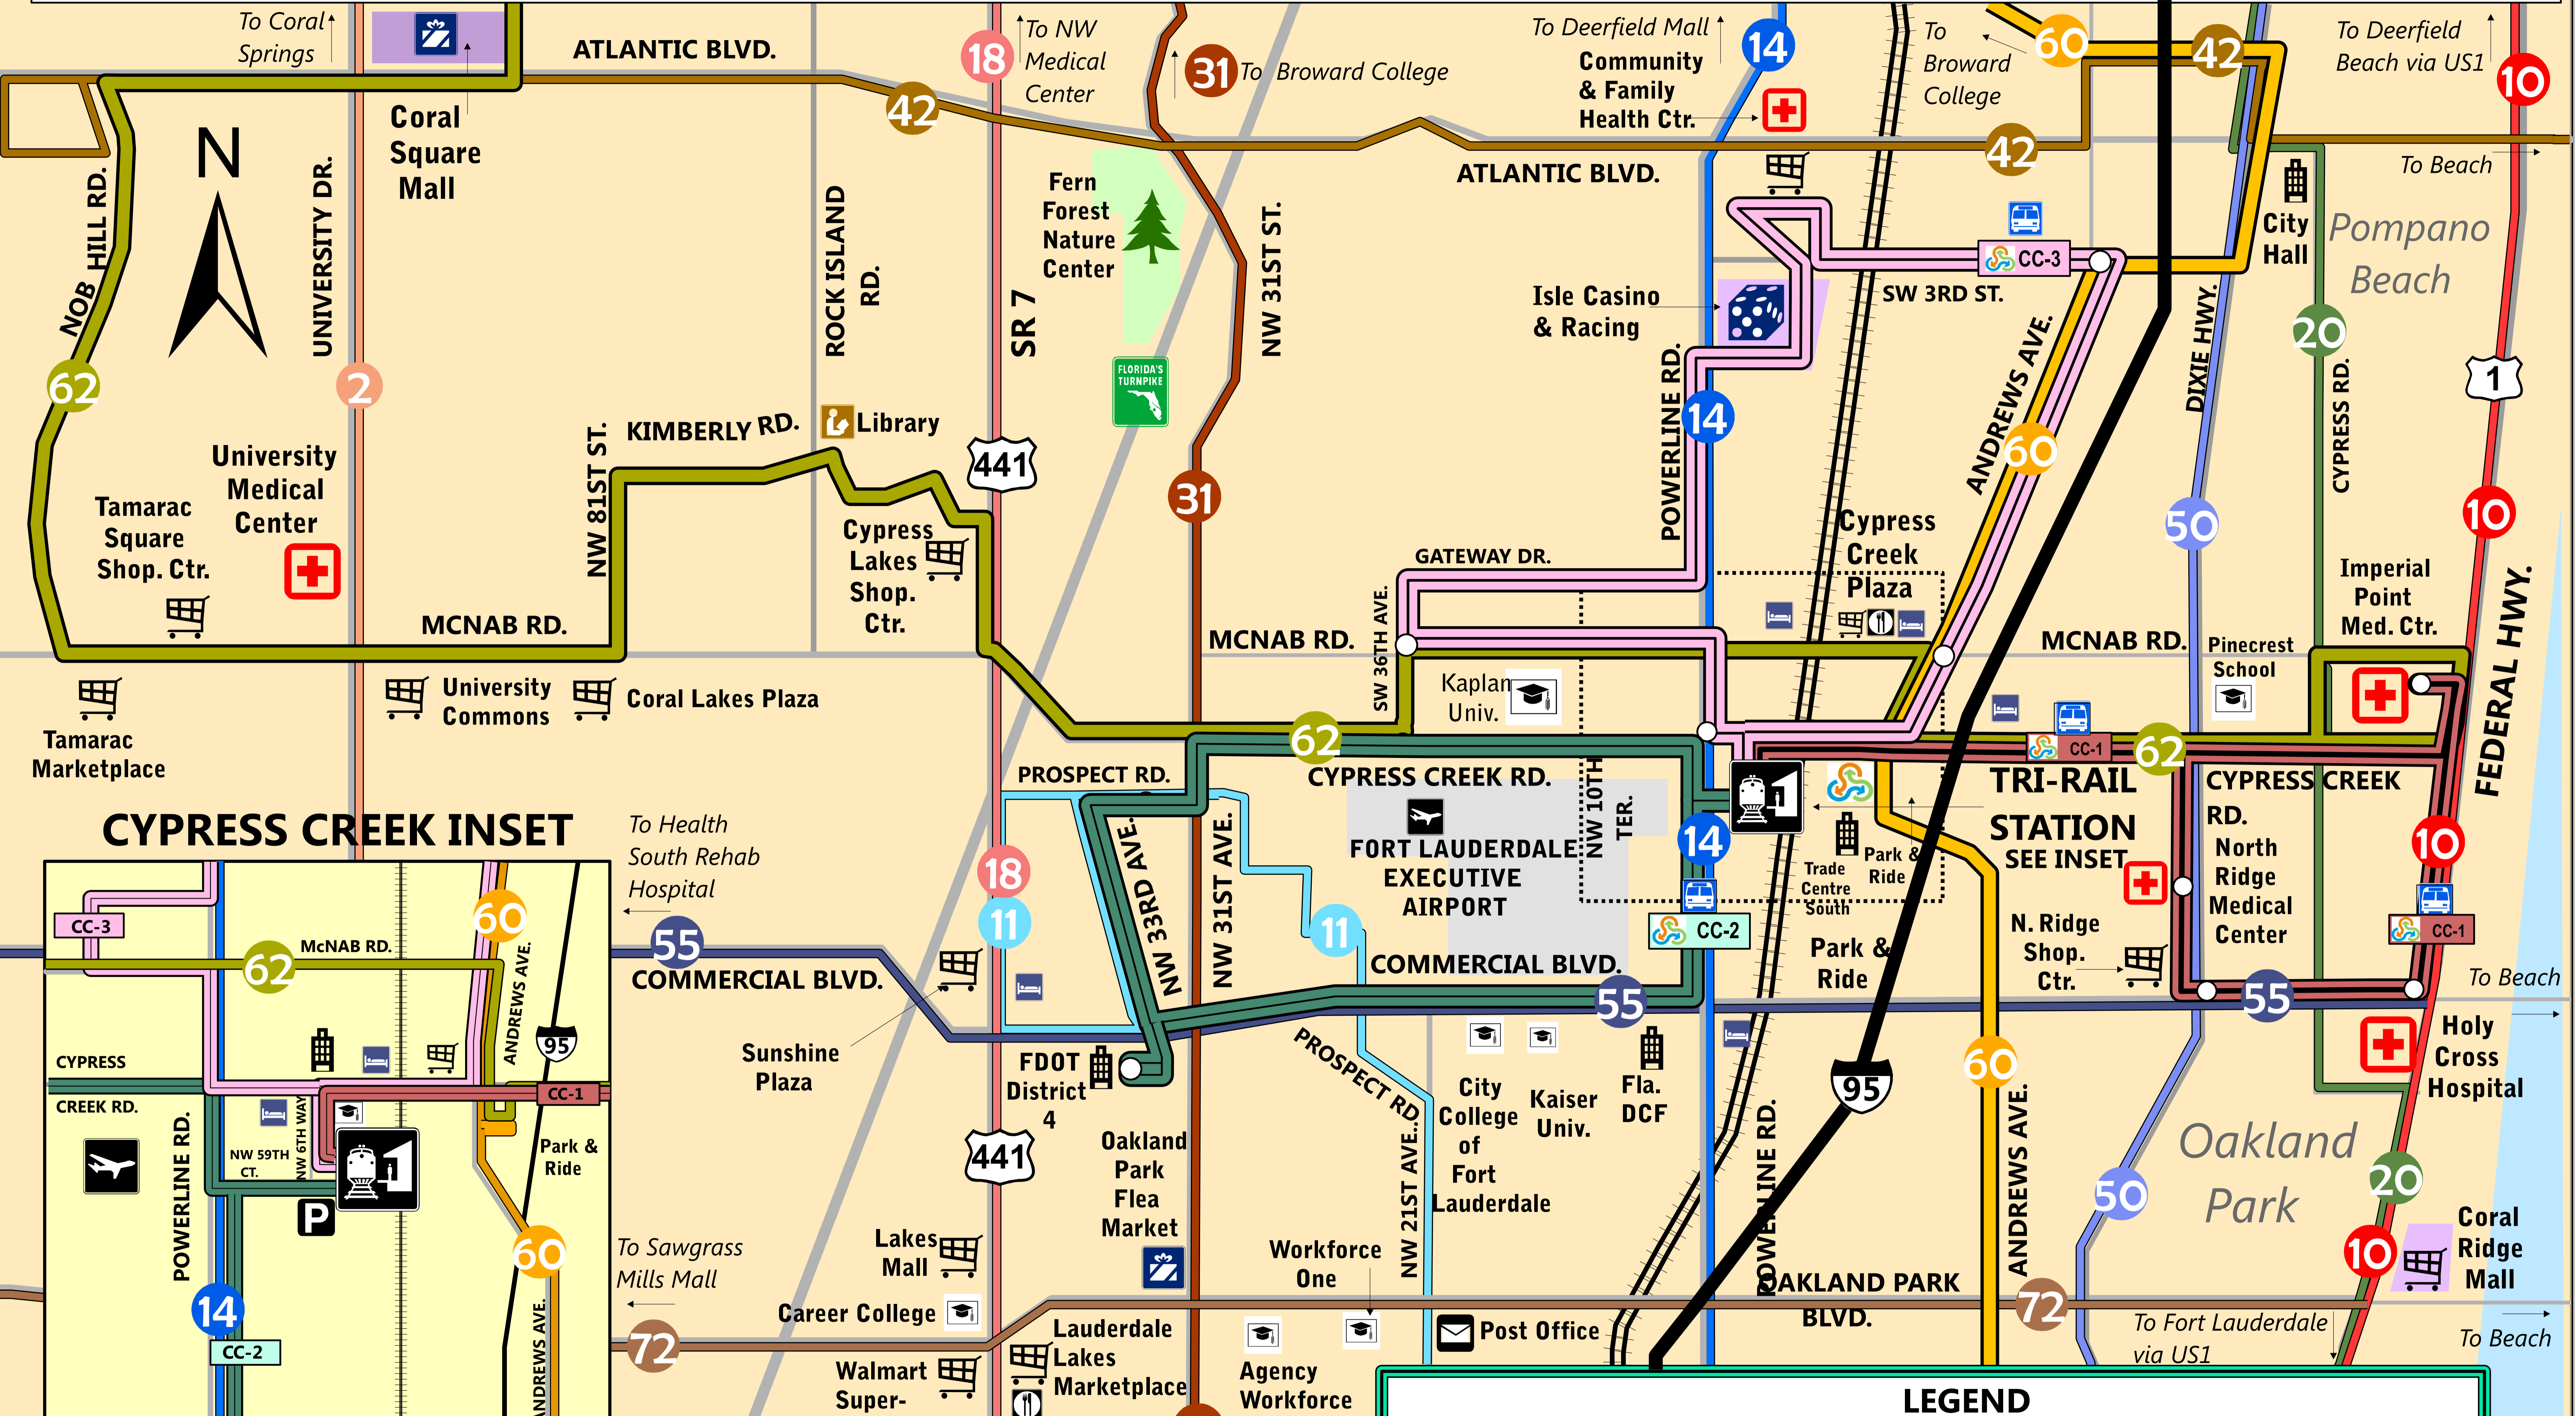 To Coral
Springs
ATLANTIC BLVD.
18
To NW
Medical
Center
31
To Broward College
To Deerfield Mall
14
Community
& Family
Health Ctr.
To
Broward
College
60
42
To Deerfield
Beach via US1
10
Coral
Square
Mall
42
N
NOB HILL RD.
UNIVERSITY DR.
ROCK ISLAND
RD.
SR 7
Fern
Forest
Nature
Center
NW 31ST ST.
ATLANTIC BLVD.
42
To Beach
City
Hall
Pompano
Beach
CC-3
SW 3RD ST.
Isle Casino
& Racing
POWERLINE RD.
14
ANDREWS AVE.
60
DIXIE HWY.
20
CYPRESS RD.
1
62
2
FLORIDA'S
TURNPIKE
KIMBERLY RD.
Library
441
31
University
Medical
Center
Tamarac
Square
Shop. Ctr.
NW 81ST ST.
Cypress
Lakes
Shop.
Ctr.
Cypress
Creek
Plaza
50
10
GATEWAY DR.
SW 36TH AVE.
Imperial
Point
Med. Ctr.
FEDERAL HWY.
MCNAB RD.
MCNAB RD.
MCNAB RD.
Pinecrest
School
University
Commons
Coral Lakes Plaza
Kaplan
Univ.
Tamarac
Marketplace
62
CC-1
62
PROSPECT RD.
CYPRESS CREEK RD.
NW 10TH
TER.
TRI-RAIL
STATION
SEE INSET
CYPRESS CREEK
RD.
NW 33RD AVE.
NW 31ST AVE.
FORT LAUDERDALE
EXECUTIVE
AIRPORT
14
Trade
Centre
South
Park &
Ride
North
Ridge
Medical
Center
10
18
11
11
CC-2
Park &
Ride
N. Ridge
Shop.
Ctr.
CC-1
CYPRESS CREEK INSET
To Health
South Rehab
Hospital
55
COMMERCIAL BLVD.
COMMERCIAL BLVD.
55
55
To Beach
Sunshine
Plaza
FDOT
District
4
PROSPECT RD.
City
College
of
Fort
Lauderdale
Kaiser
Univ.
Fla.
DCF
95
60
Holy
Cross
Hospital
CC-3
McNAB RD.
62
60
ANDREWS AVE.
95
CYPRESS
CREEK RD.
CC-1
POWERLINE RD.
NW 59TH
CT.
NW 6TH WAY
P
Park &
Ride
60
14
CC-2
ANDREWS AVE.
441
Oakland
Park
Flea
Market
NW 21ST AVE.
POWERLINE RD.
ANDREWS AVE.
50
Oakland
Park
20
10
Coral
Ridge
Mall
To Sawgrass
Mills Mall
Lakes
Mall
Career College
Workforce
One
OAKLAND PARK
BLVD.
72
72
Lauderdale
Lakes
Marketplace
Walmart
Super-
Agency
Workforce
Post Office
To Fort Lauderdale
via US1
To Beach
LEGEND